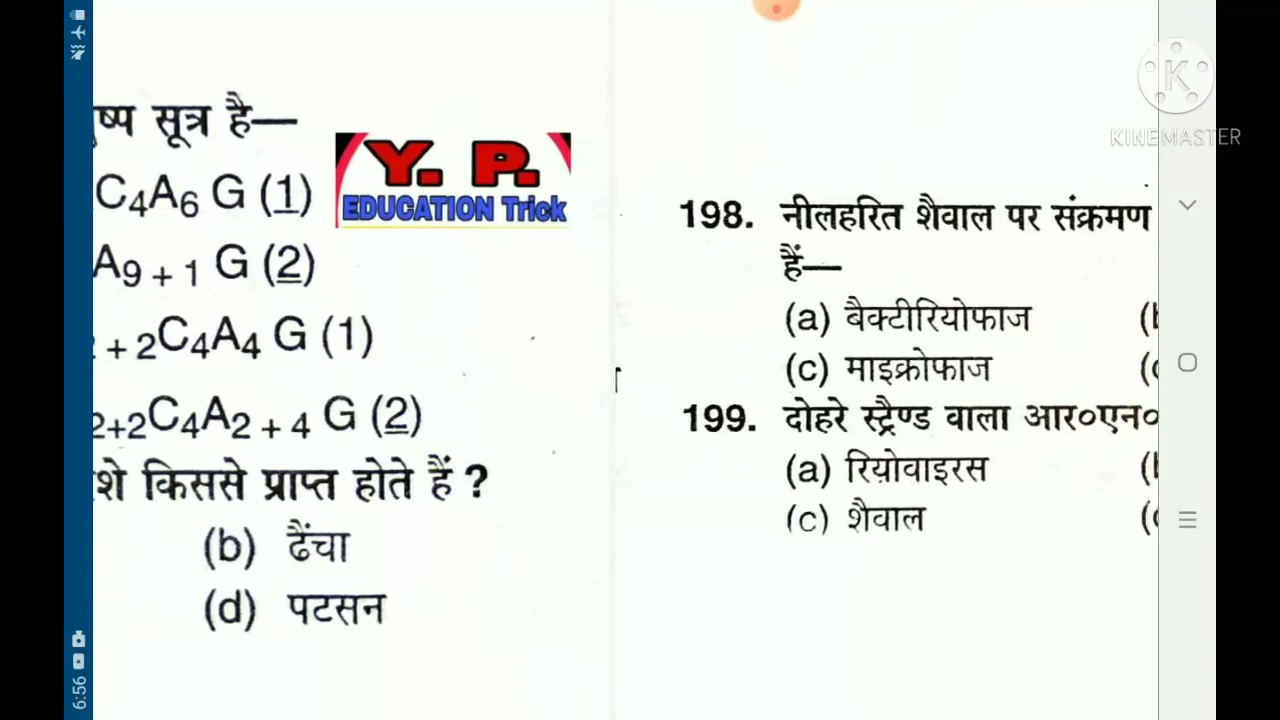 ष्प सूत्र है—
C₄A₆ G (1)
A₉ + ₁ G (2)
+ ₂C₄A₄ G (1)
₂+₂C₄A₂ + ₄ G (2)
शे किससे प्राप्त होते हैं ?
(b) ढैंचा
(d) पटसन
Y. P.
EDUCATION Trick
198. नीलहरित शैवाल पर संक्रमण
हैं—
(a) बैक्टीरियोफाज
(c) माइक्रोफाज
199. दोहरे स्ट्रैण्ड वाला आर०एन०
(a) रियोवाइरस
(c) शैवाल
K
KINEMASTER
6:56